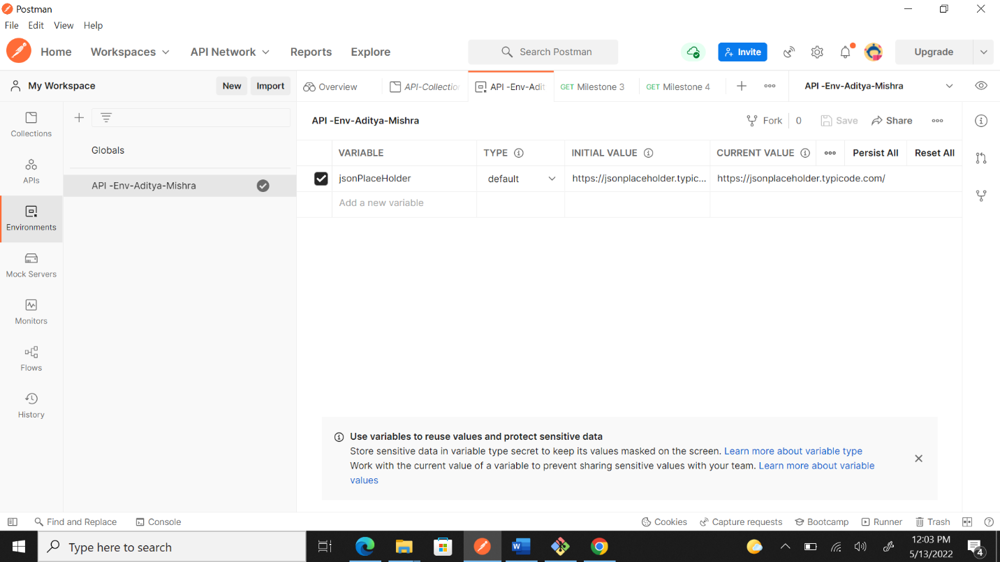 Postman
File Edit View Help
Home Workspaces API Network Reports Explore Search Postman Invite Upgrade
My Workspace New Import Overview API-Collection API -Env-Adit GET Milestone 3 GET Milestone 4 API -Env-Aditya-Mishra
Collections
APIs
Environments
Mock Servers
Monitors
Flows
History
Globals
API -Env-Aditya-Mishra
API -Env-Aditya-Mishra Fork 0 Save Share
VARIABLE TYPE INITIAL VALUE CURRENT VALUE Persist All Reset All
jsonPlaceHolder default https://jsonplaceholder.typic... https://jsonplaceholder.typicode.com/
Add a new variable
Use variables to reuse values and protect sensitive data
Store sensitive data in variable type secret to keep its values masked on the screen. Learn more about variable type
Work with the current value of a variable to prevent sharing sensitive values with your team. Learn more about variable
values
Find and Replace Console Cookies Capture requests Bootcamp Runner Trash
Type here to search
12:03 PM
5/13/2022
4